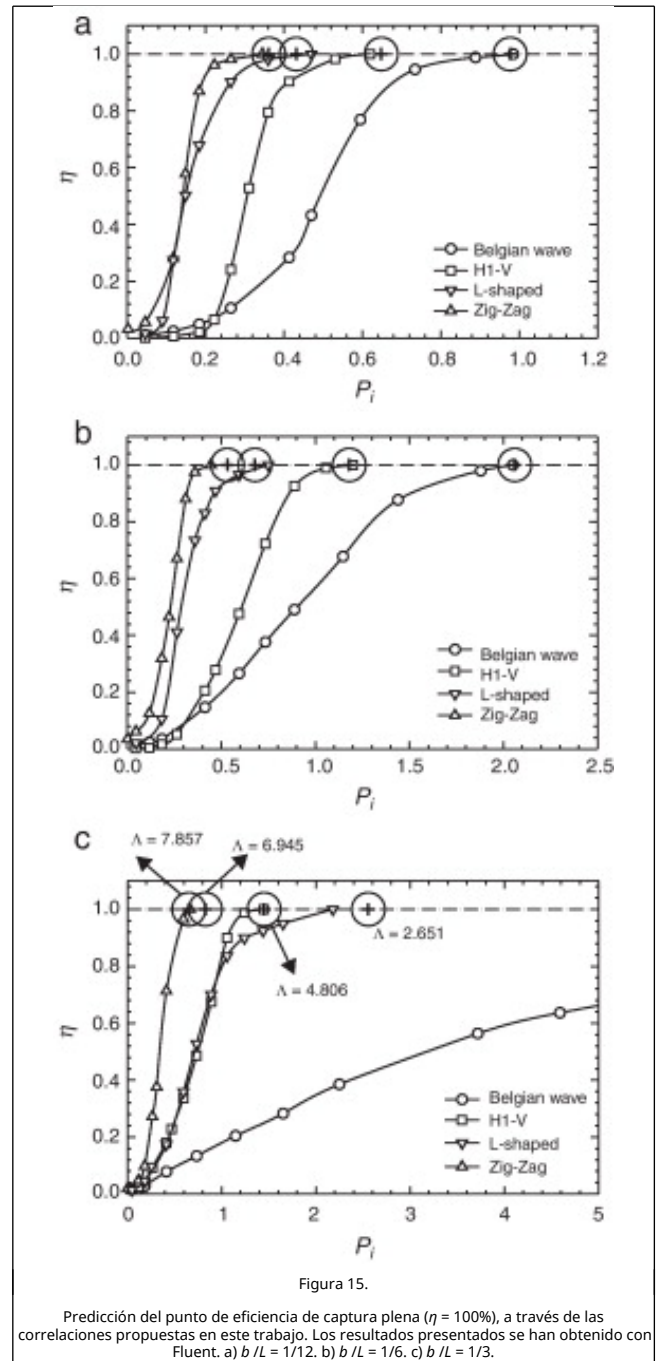 a
1.0
0.8
0.6
0.4
0.2
0.0
η
Belgian wave
H1-V
L-shaped
Zig-Zag
0.0 0.2 0.4 0.6 0.8 1.0 1.2
Pi
b
1.0
0.8
0.6
0.4
0.2
0.0
η
Belgian wave
H1-V
L-shaped
Zig-Zag
0.0 0.5 1.0 1.5 2.0 2.5
Pi
c
Λ = 7.857
Λ = 6.945
1.0
0.8
0.6
0.4
0.2
0.0
η
Λ = 2.651
Λ = 4.806
Belgian wave
H1-V
L-shaped
Zig-Zag
0 1 2 3 4 5
Pi
Figura 15.
Predicción del punto de eficiencia de captura plena (η = 100%), a través de las
correlaciones propuestas en este trabajo. Los resultados presentados se han obtenido con
Fluent. a) b /L = 1/12. b) b /L = 1/6. c) b /L = 1/3.